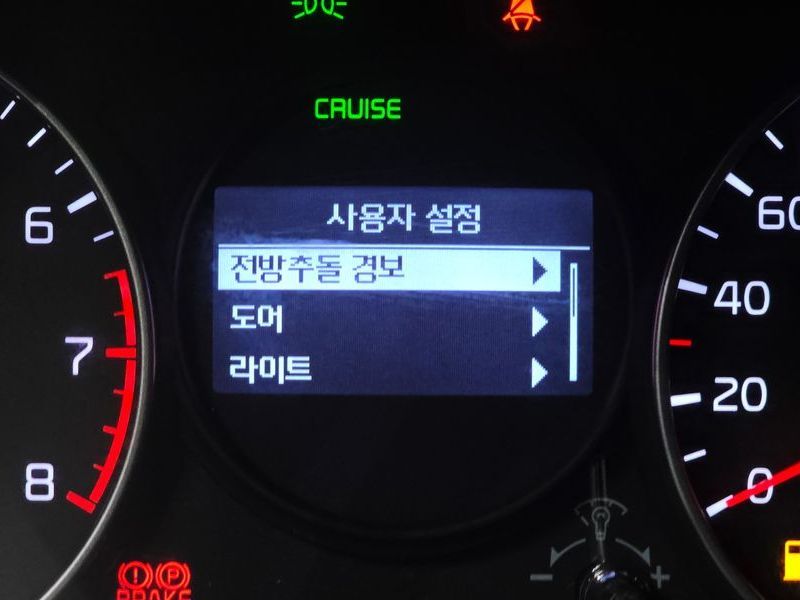 CRUISE
사용자 설정
전방추돌 경보
도어
라이트
6
7
8
60
40
20
0
(!) (P)
BRAKE
- +